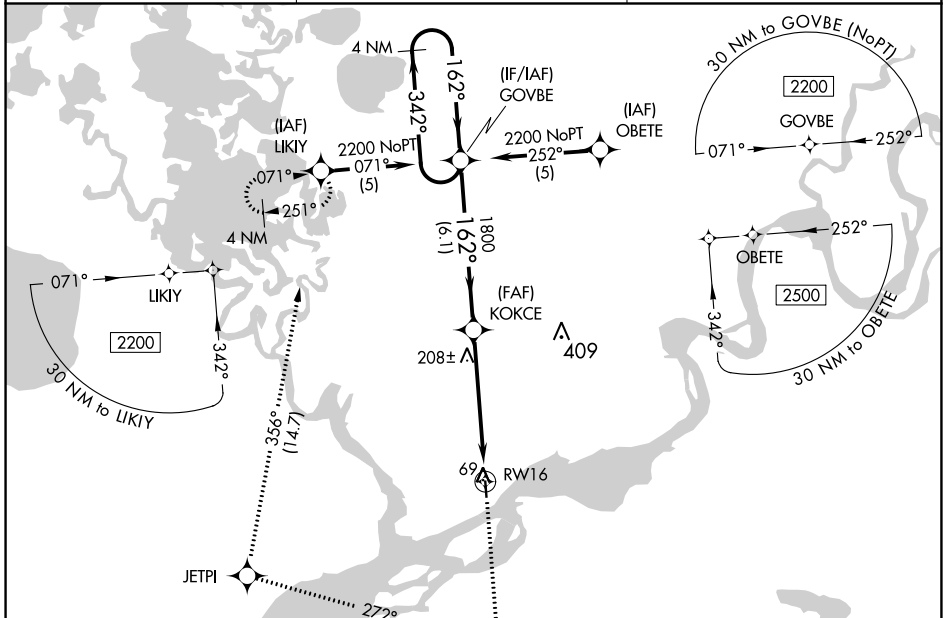 30 NM to GOVBE (NoPT)
2200
GOVBE
071°
252°
4 NM
162°
342°
(IF/IAF)
GOVBE
(IAF)
OBETE
(IAF)
LIKIY
2200 NoPT
071°
(5)
2200 NoPT
252°
(5)
071°
251°
4 NM
1800
162°
(6.1)
252°
OBETE
2500
342°
30 NM to OBETE
071°
LIKIY
2200
342°
30 NM to LIKIY
(FAF)
KOKCE
208±
409
356°
(14.7)
69
RW16
JETPI
272°